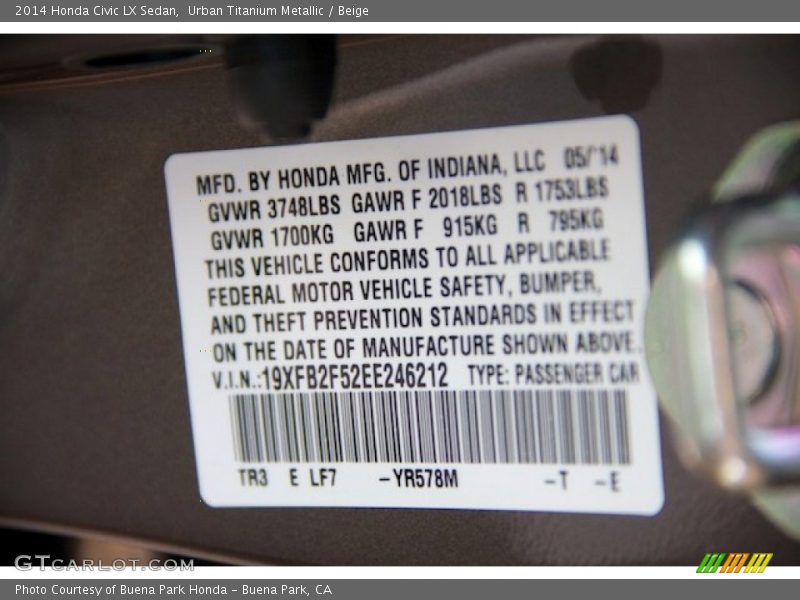 2014 Honda Civic LX Sedan,  Urban Titanium Metallic / Beige
MFD. BY HONDA MFG. OF INDIANA, LLC 05/'14
GVWR 3748LBS GAWR F 2018LBS R 1753LBS
GVWR 1700KG GAWR F 915KG R 795KG
THIS VEHICLE CONFORMS TO ALL APPLICABLE
FEDERAL MOTOR VEHICLE SAFETY, BUMPER,
AND THEFT PREVENTION STANDARDS IN EFFECT
ON THE DATE OF MANUFACTURE SHOWN ABOVE.
V.I.N.:19XFB2F52EE246212 TYPE: PASSENGER CAR
TR3 E LF7 -YR578M -T -E
GTCARLOT.COM
Photo Courtesy of Buena Park Honda - Buena Park, CA